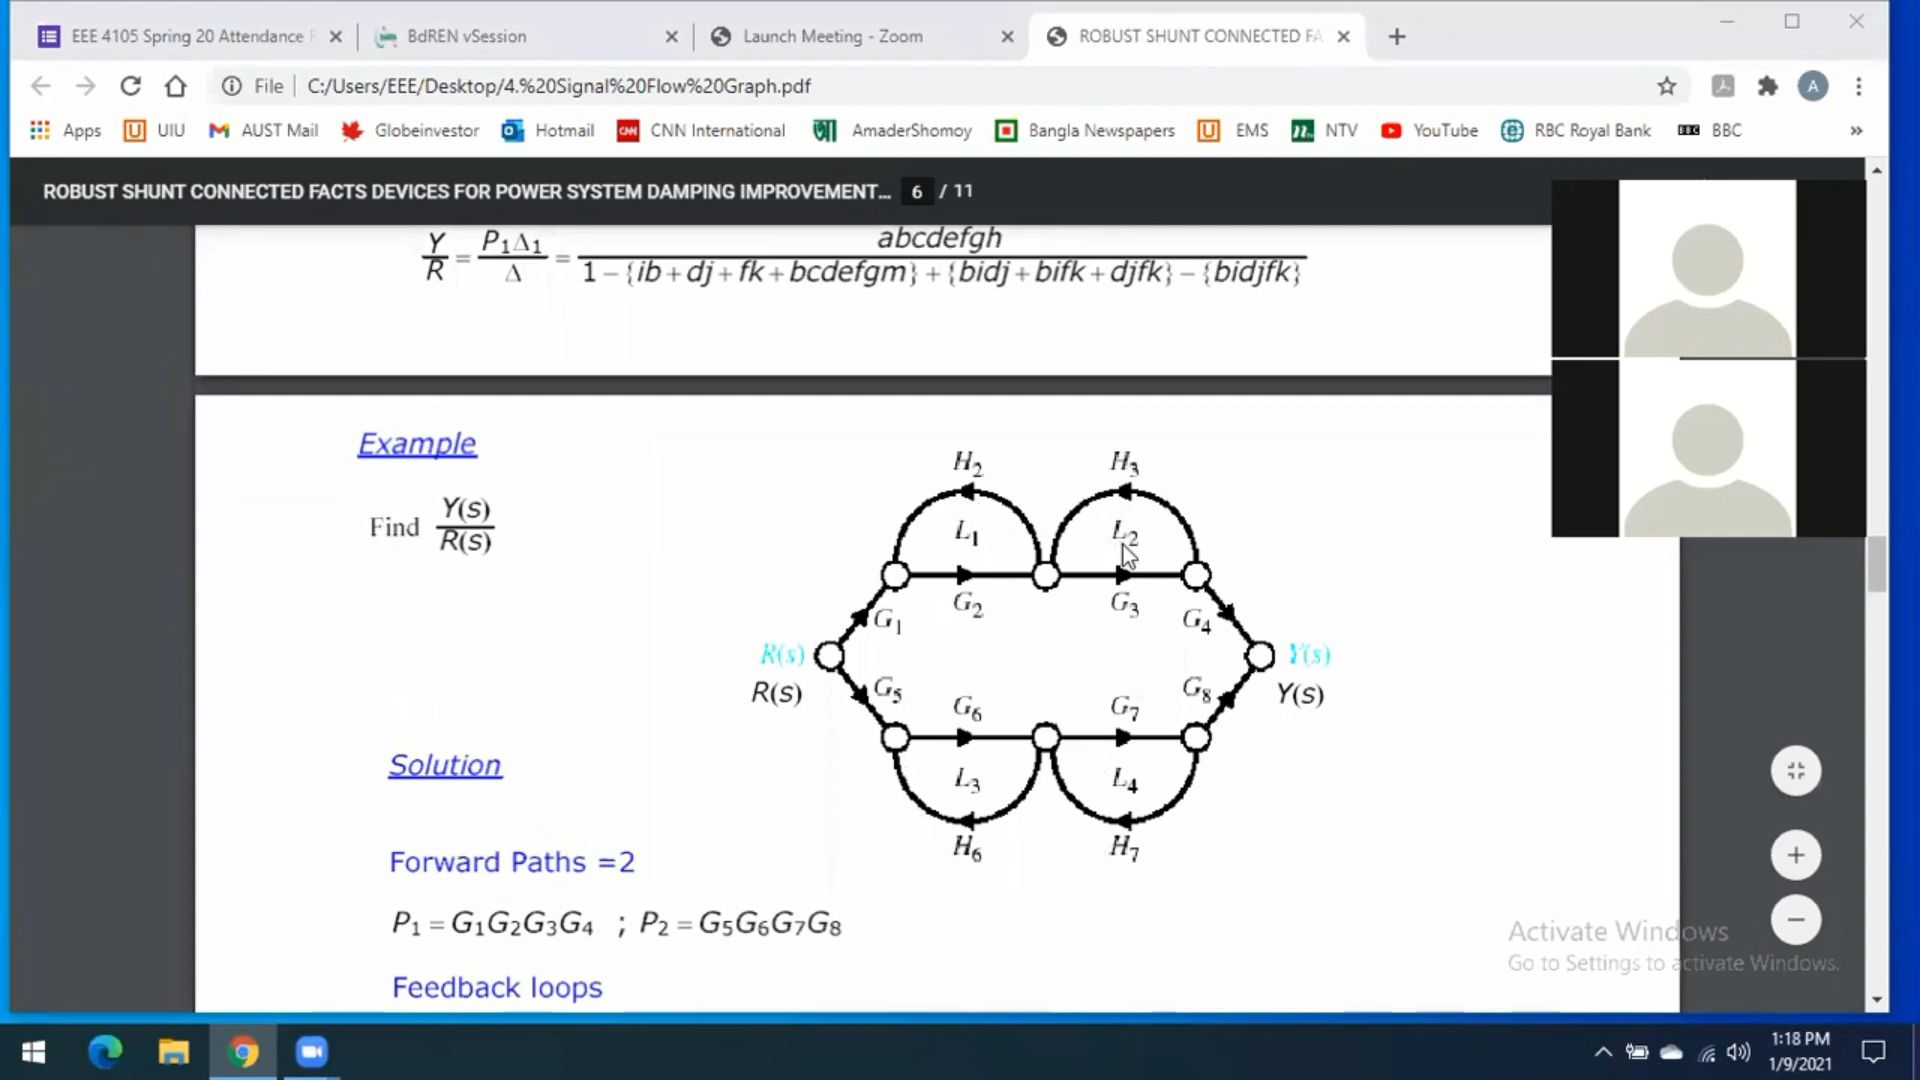 EEE 4105 Spring 20 Attendance
BdREN vSession
Launch Meeting - Zoom
ROBUST SHUNT CONNECTED FA
File | C:/Users/EEE/Desktop/4.%20Signal%20Flow%20Graph.pdf
A
Apps UIU AUST Mail Globeinvestor Hotmail CNN International AmaderShomoy Bangla Newspapers EMS NTV YouTube RBC Royal Bank BBC »
ROBUST SHUNT CONNECTED FACTS DEVICES FOR POWER SYSTEM DAMPING IMPROVEMENT... 6 / 11
Y/R = P₁Δ₁/Δ = abcdefgh / 1 − {ib + dj + fk + bcdefgm} + {bidj + bifk + djfk} − {bidjfk}
Example
Find Y(s)/R(s)
H₂ H₃
L₁ L₂
G₂ G₃
G₁ G₄
R(s) Y(s)
R(s) Y(s)
G₅ G₈
G₆ G₇
L₃ L₄
H₆ H₇
Solution
Forward Paths =2
P₁ = G₁G₂G₃G₄ ; P₂ = G₅G₆G₇G₈
Feedback loops
Activate Windows
Go to Settings to activate Windows.
1:18 PM
1/9/2021